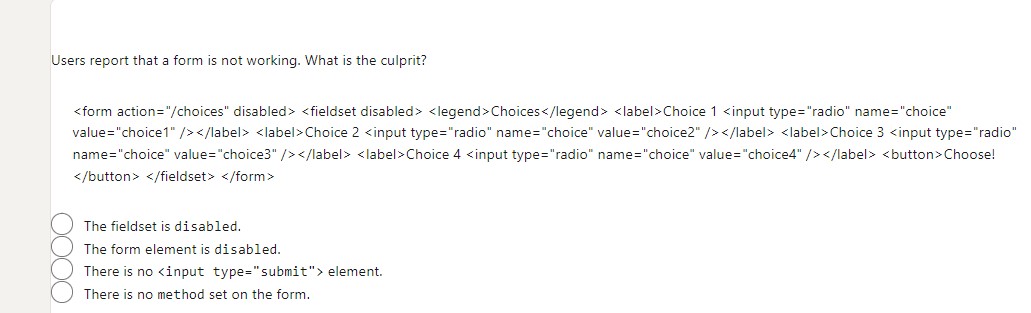 Users report that a form is not working. What is the culprit?
<form action="/choices" disabled> <fieldset disabled> <legend>Choices</legend> <label>Choice 1 <input type="radio" name="choice"
value="choice1" /></label> <label>Choice 2 <input type="radio" name="choice" value="choice2" /></label> <label>Choice 3 <input type="radio"
name="choice" value="choice3" /></label> <label>Choice 4 <input type="radio" name="choice" value="choice4" /></label> <button>Choose!
</button> </fieldset> </form>
The fieldset is disabled.
The form element is disabled.
There is no <input type="submit"> element.
There is no method set on the form.